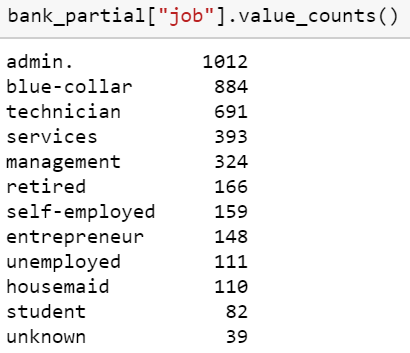 bank_partial["job"].value_counts()
admin. 1012
blue-collar 884
technician 691
services 393
management 324
retired 166
self-employed 159
entrepreneur 148
unemployed 111
housemaid 110
student 82
unknown 39